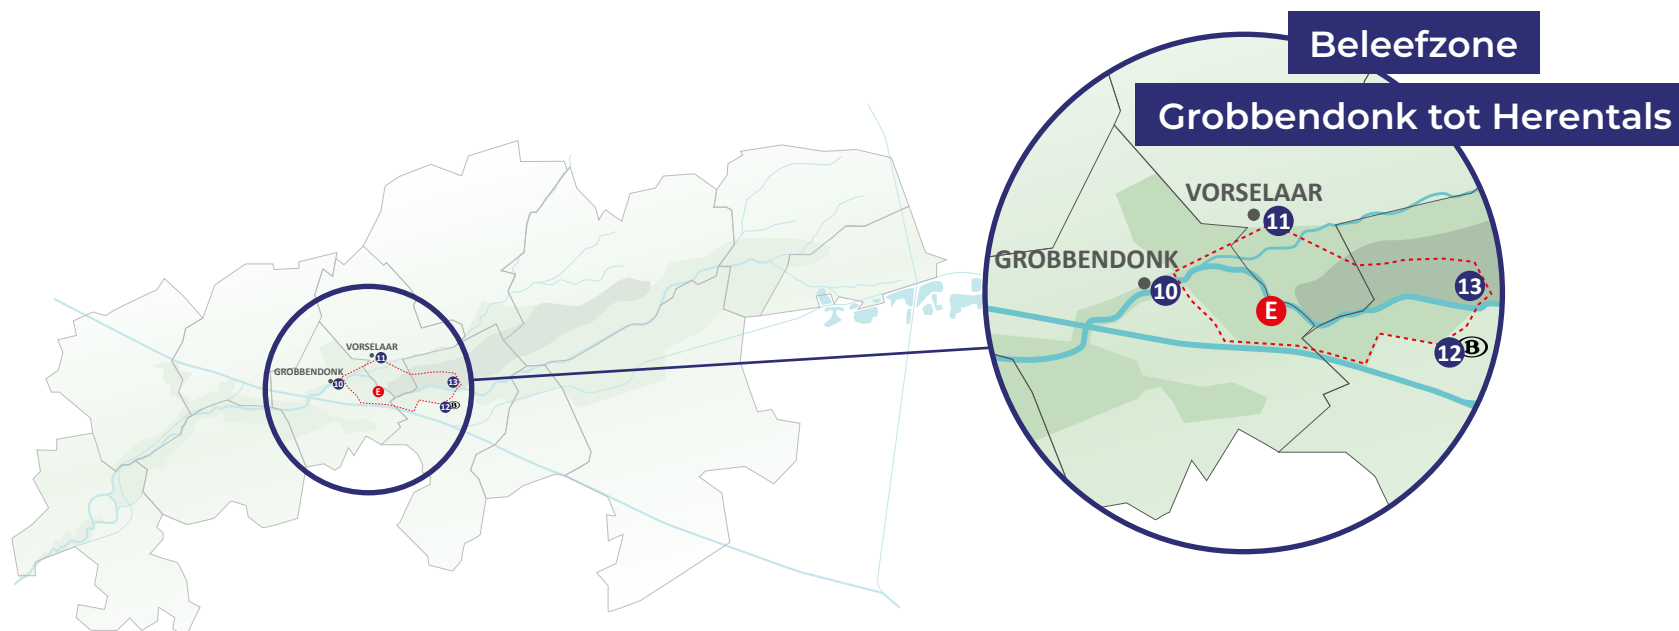 Beleefzone
Grobbendonk tot Herentals
VORSELAAR
11
GROBBENDONK
10
13
E
12 B
VORSELAAR
11
GROBBENDONK
10
13
E
12 B